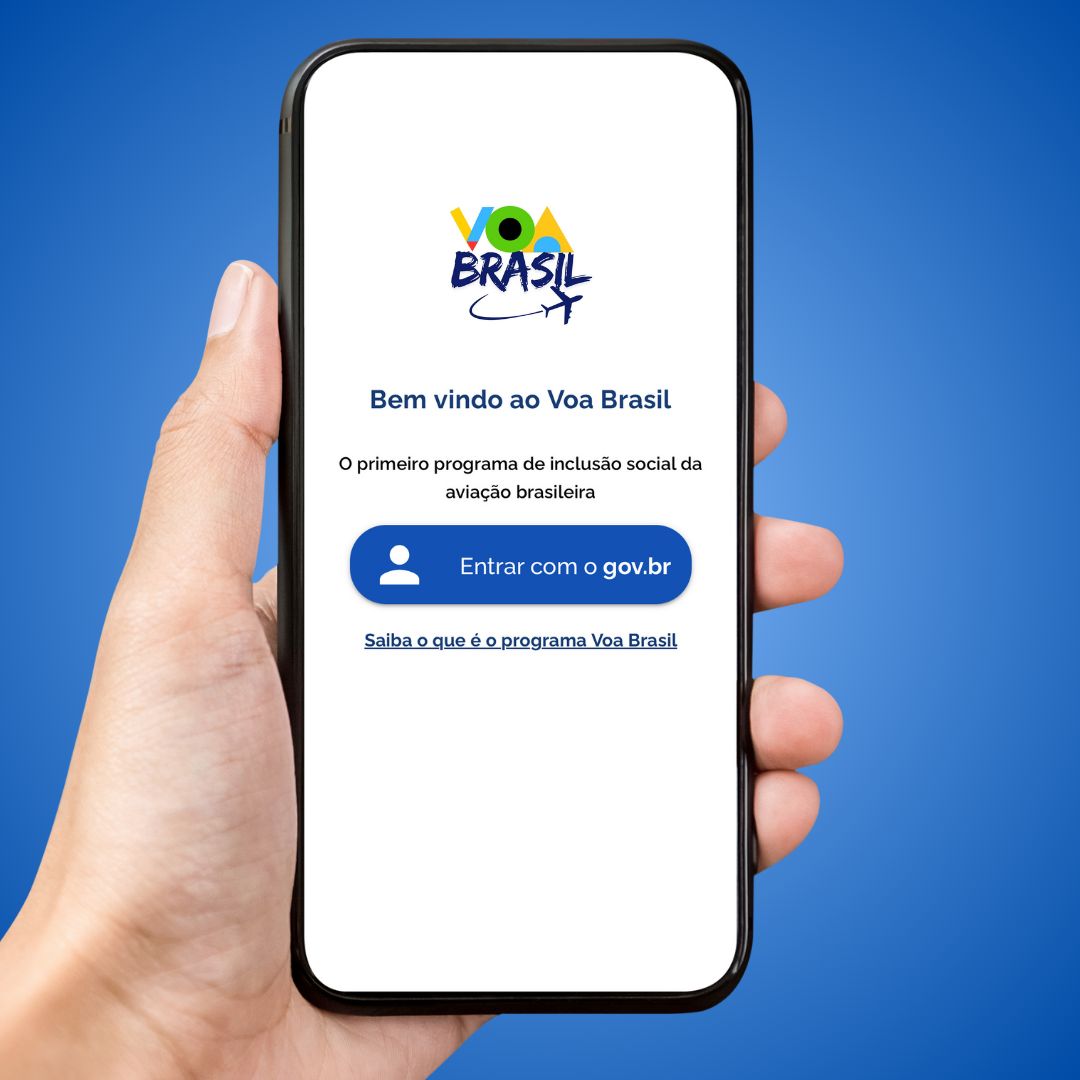 VOA
BRASIL
Bem vindo ao Voa Brasil
O primeiro programa de inclusão social da
aviação brasileira
Entrar com o gov.br
Saiba o que é o programa Voa Brasil